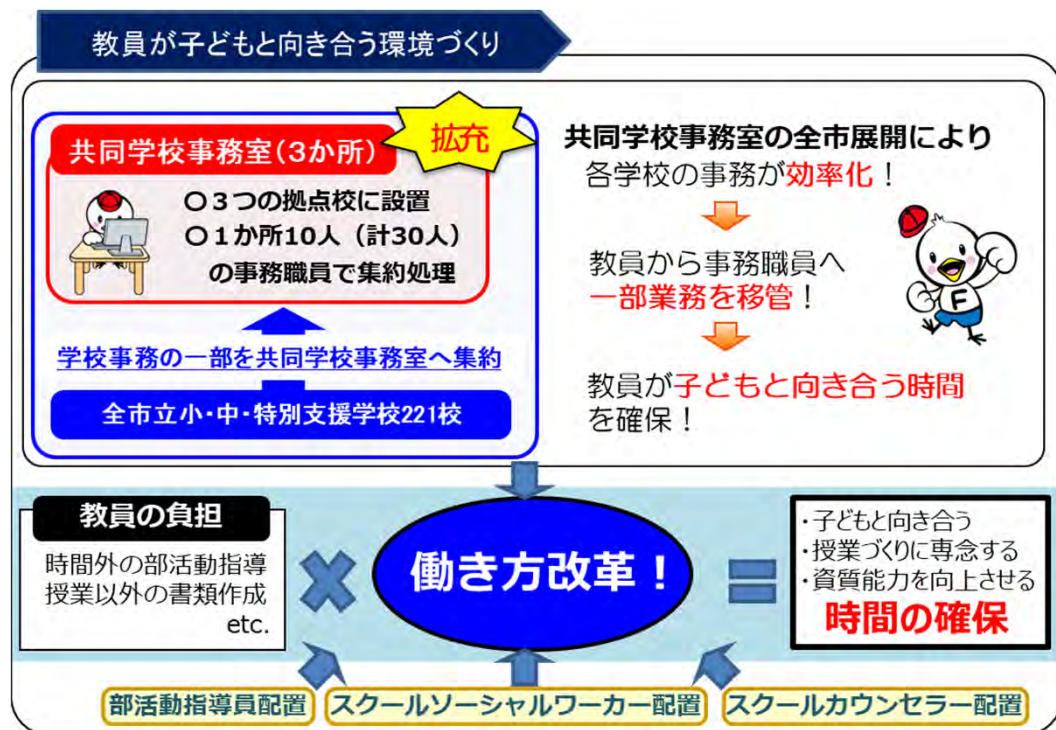 教員が子どもと向き合う環境づくり
拡充
共同学校事務室(3か所)
〇３つの拠点校に設置
〇１か所10人（計30人）
の事務職員で集約処理
学校事務の一部を共同学校事務室へ集約
全市立小・中・特別支援学校221校
共同学校事務室の全市展開により
各学校の事務が効率化！
教員から事務職員へ
一部業務を移管！
教員が子どもと向き合う時間
を確保！
F
教員の負担
時間外の部活動指導
授業以外の書類作成
etc.
働き方改革！
・子どもと向き合う
・授業づくりに専念する
・資質能力を向上させる
時間の確保
部活動指導員配置
スクールソーシャルワーカー配置
スクールカウンセラー配置